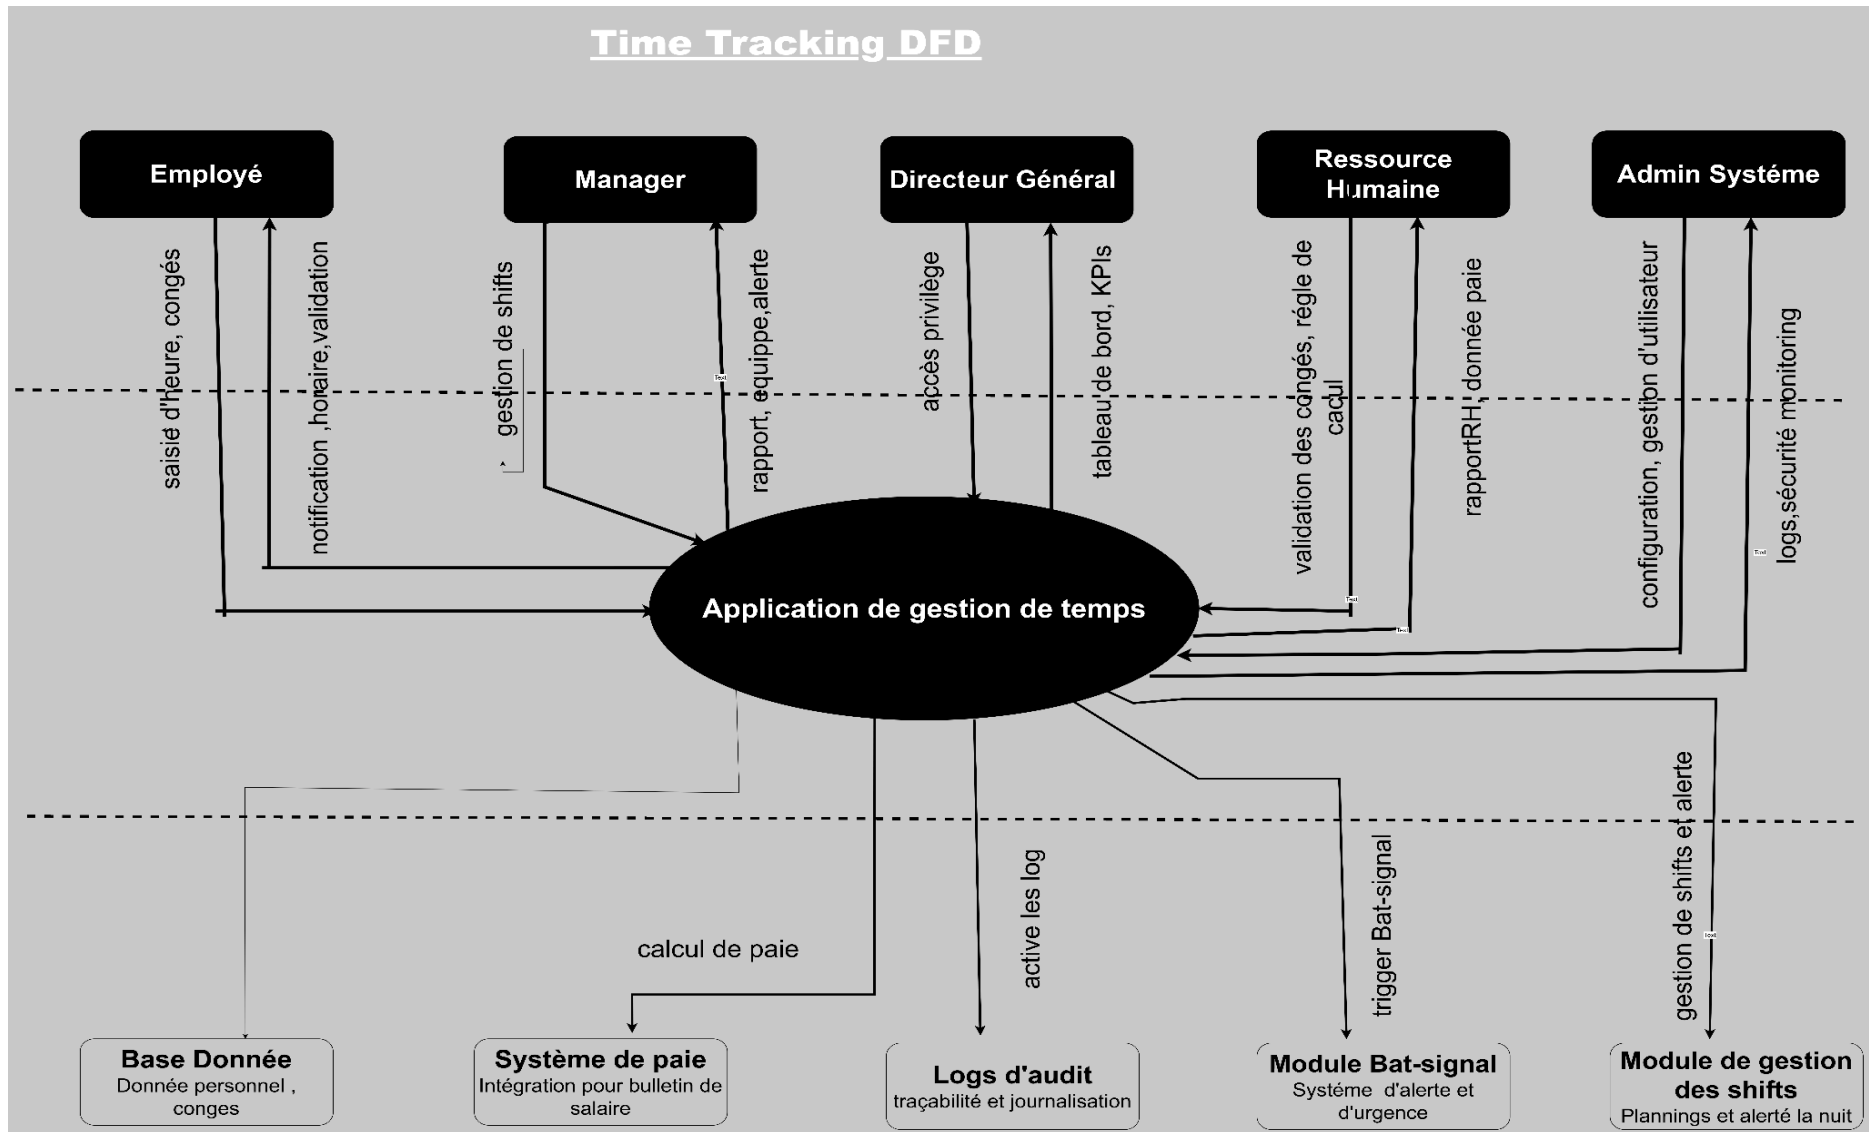 Time Tracking DFD
Employé
Manager
Directeur Général
Ressource
Humaine
Admin Systéme
saisie d'heure, congés
notification ,horaire,validation
gestion de shifts
rapport, equippe,alerte
Text
accès privilège
tableau de bord, KPIs
validation des congés, régle de
cacul
rapportRH, donnée paie
configuration, gestion d'utilisateur
logs,sécurité monitoring
Text
Application de gestion de temps
Text
Text
calcul de paie
active les log
trigger Bat-signal
gestion de shifts et alerte
Text
Base Donnée
Donnée personnel ,
conges
Système de paie
Intégration pour bulletin de
salaire
Logs d'audit
traçabilité et journalisation
Module Bat-signal
Systéme d'alerte et
d'urgence
Module de gestion
des shifts
Plannings et alerté la nuit